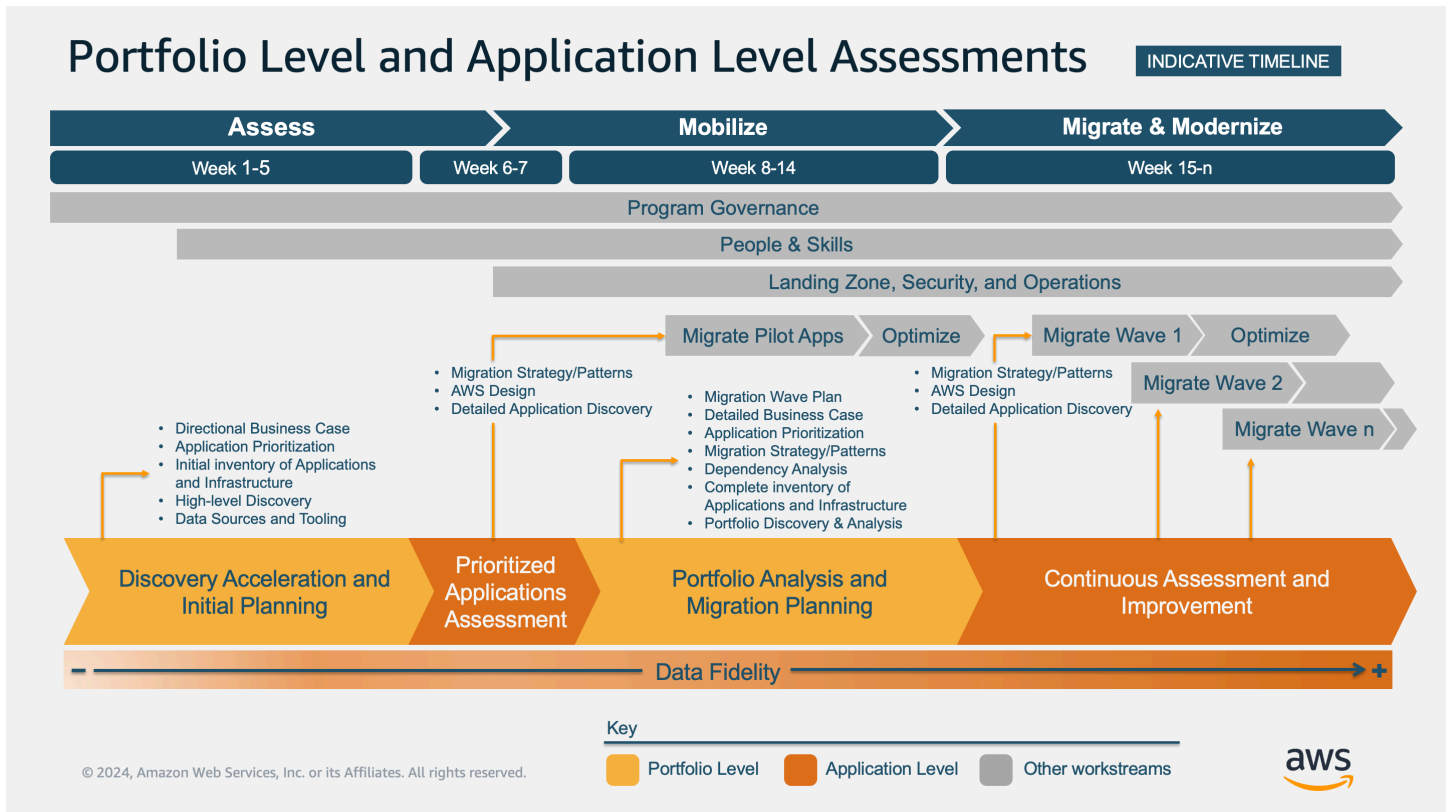 Portfolio Level and Application Level Assessments
INDICATIVE TIMELINE
Assess
Mobilize
Migrate & Modernize
Week 1-5
Week 6-7
Week 8-14
Week 15-n
Program Governance
People & Skills
Landing Zone, Security, and Operations
Migrate Pilot Apps
Optimize
Migrate Wave 1
Optimize
Migrate Wave 2
Migrate Wave n
• Directional Business Case
• Application Prioritization
• Initial inventory of Applications
and Infrastructure
• High-level Discovery
• Data Sources and Tooling
• Migration Strategy/Patterns
• AWS Design
• Detailed Application Discovery
• Migration Wave Plan
• Detailed Business Case
• Application Prioritization
• Migration Strategy/Patterns
• Dependency Analysis
• Complete inventory of
Applications and Infrastructure
• Portfolio Discovery & Analysis
• Migration Strategy/Patterns
• AWS Design
• Detailed Application Discovery
Discovery Acceleration and
Initial Planning
Prioritized
Applications
Assessment
Portfolio Analysis and
Migration Planning
Continuous Assessment and
Improvement
- Data Fidelity +
Key
Portfolio Level
Application Level
Other workstreams
© 2024, Amazon Web Services, Inc. or its Affiliates. All rights reserved.
aws